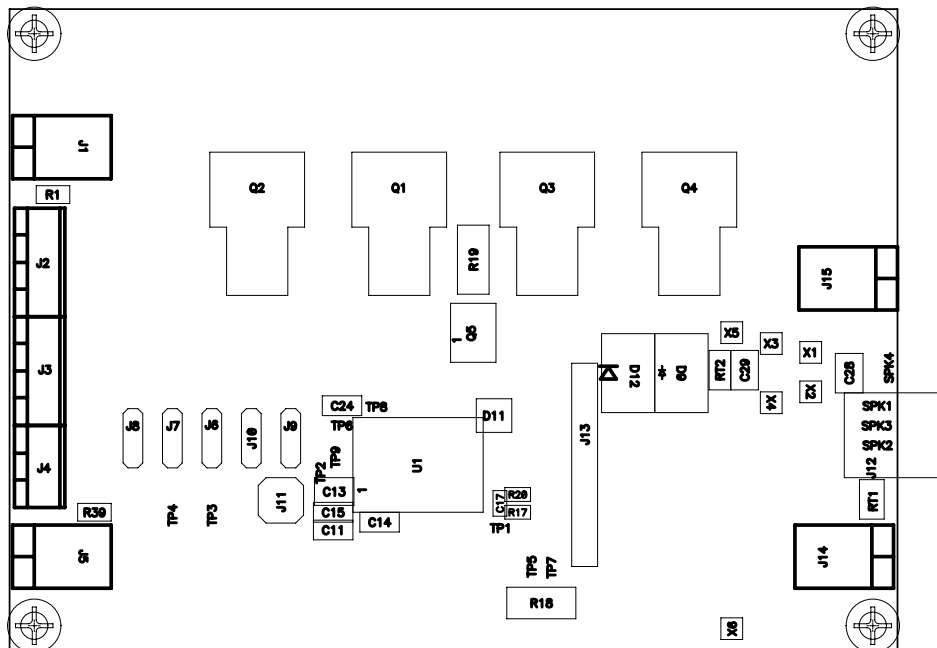 J1
R1
Q2
Q1
Q3
Q4
J2
R19
J15
1
Q5
X5
X3
X1
J3
D12
D9
RT2
C29
C28
SPK4
X2
X4
C24
TP8
D11
SPK1
J8
J7
J6
J10
J9
TP6
J13
SPK3
SPK2
J4
TP2
TP9
U1
J12
C13
1
R20
C17
J11
RT1
R39
TP4
TP3
C15
C14
R17
C11
TP1
J5
TP5
TP7
J14
R18
X6